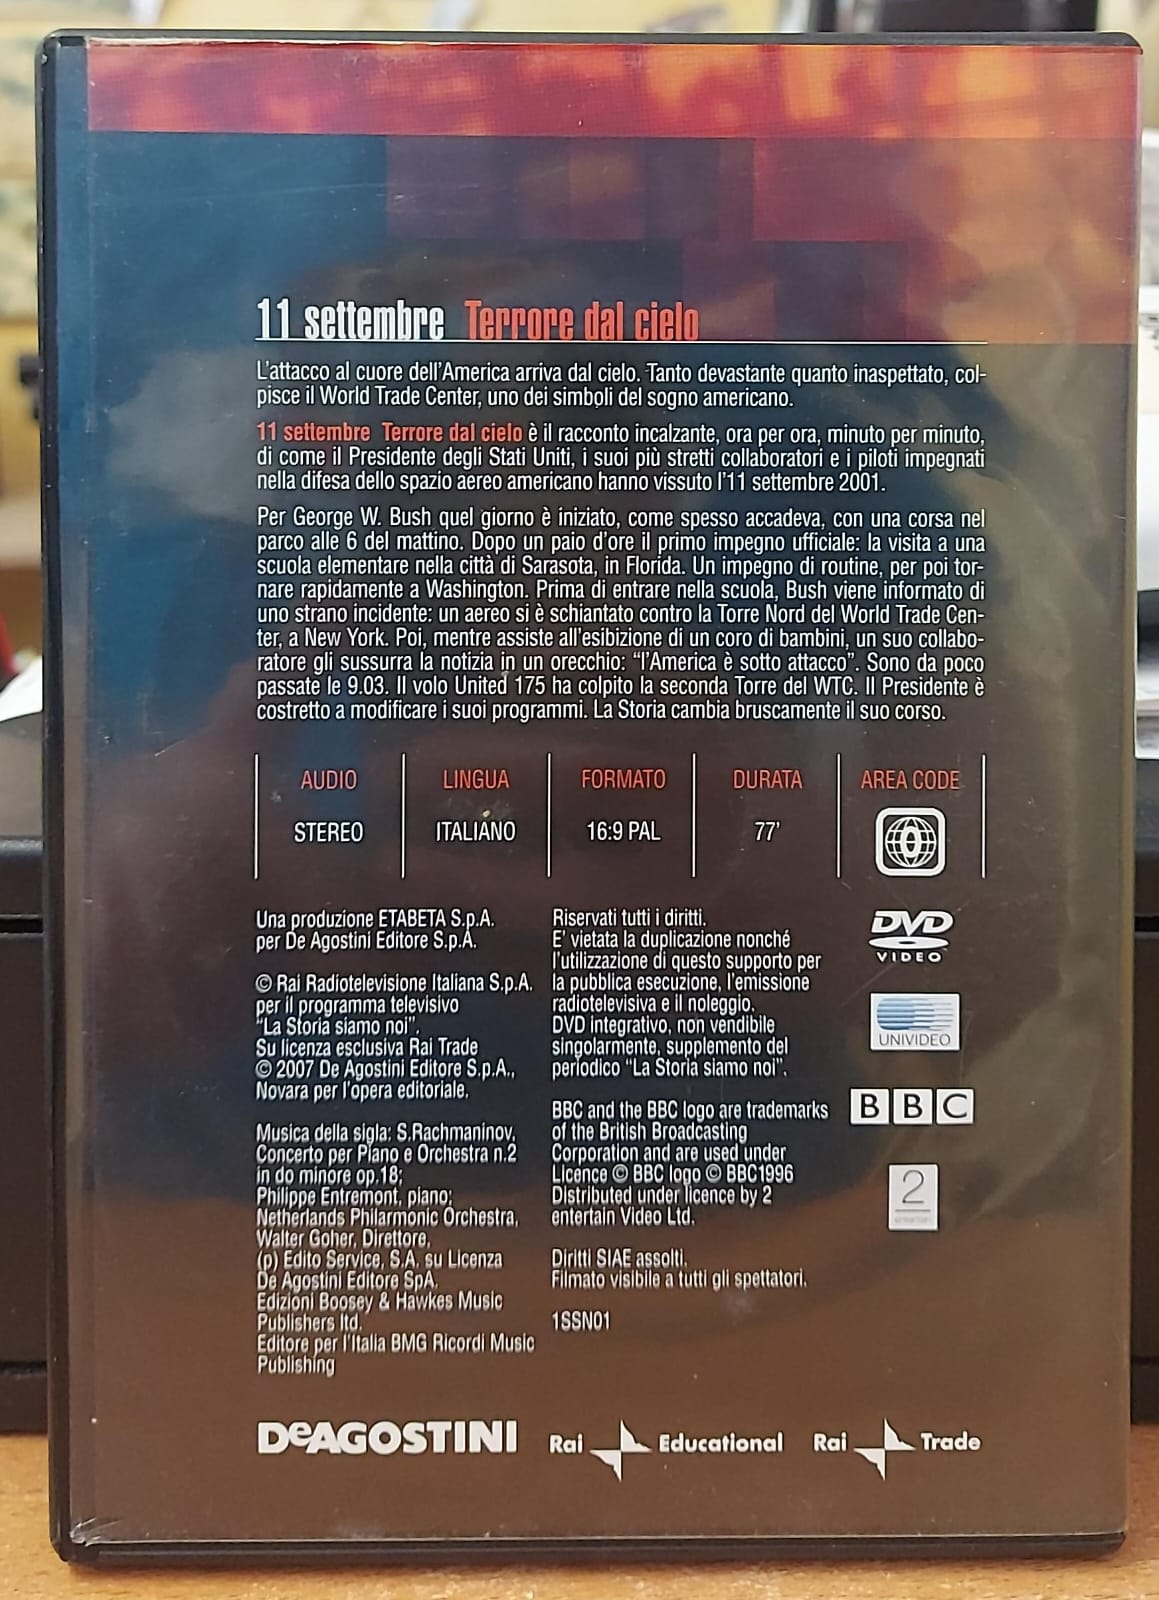 11 settembre Terrore dal cielo
L'attacco al cuore dell'America arriva dal cielo. Tanto devastante quanto inaspettato, col-
pisce il World Trade Center, uno dei simboli del sogno americano.
11 settembre Terrore dal cielo è il racconto incalzante, ora per ora, minuto per minuto,
di come il Presidente degli Stati Uniti, i suoi più stretti collaboratori e i piloti impegnati
nella difesa dello spazio aereo americano hanno vissuto l'11 settembre 2001.
Per George W. Bush quel giorno è iniziato, come spesso accadeva, con una corsa nel
parco alle 6 del mattino. Dopo un paio d'ore il primo impegno ufficiale: la visita a una
scuola elementare nella città di Sarasota, in Florida. Un impegno di routine, per poi tor-
nare rapidamente a Washington. Prima di entrare nella scuola, Bush viene informato di
uno strano incidente: un aereo si è schiantato contro la Torre Nord del World Trade Cen-
ter, a New York. Poi, mentre assiste all'esibizione di un coro di bambini, un suo collabo-
ratore gli sussurra la notizia in un orecchio: “l'America è sotto attacco”. Sono da poco
passate le 9.03. Il volo United 175 ha colpito la seconda Torre del WTC. Il Presidente è
costretto a modificare i suoi programmi. La Storia cambia bruscamente il suo corso.
AUDIO LINGUA FORMATO DURATA AREA CODE
STEREO ITALIANO 16:9 PAL 77' 0
Una produzione ETABETA S.p.A.
per De Agostini Editore S.p.A.
© Rai Radiotelevisione Italiana S.p.A.
per il programma televisivo
“La Storia siamo noi”.
Su licenza esclusiva Rai Trade
© 2007 De Agostini Editore S.p.A.,
Novara per l'opera editoriale.
Musica della sigla: S.Rachmaninov,
Concerto per Piano e Orchestra n.2
in do minore op.18;
Philippe Entremont, piano;
Netherlands Philarmonic Orchestra,
Walter Goher, Direttore,
(p) Edito Service, S.A. su Licenza
De Agostini Editore SpA.
Edizioni Boosey & Hawkes Music
Publishers ltd.
Editore per l'Italia BMG Ricordi Music
Publishing
Riservati tutti i diritti.
E' vietata la duplicazione nonché
l'utilizzazione di questo supporto per
la pubblica esecuzione, l'emissione
radiotelevisiva e il noleggio.
DVD integrativo, non vendibile
singolarmente, supplemento del
periodico “La Storia siamo noi”.
BBC and the BBC logo are trademarks
of the British Broadcasting
Corporation and are used under
Licence © BBC logo © BBC1996
Distributed under licence by 2
entertain Video Ltd.
Diritti SIAE assolti.
Filmato visibile a tutti gli spettatori.
1SSN01
DVD
VIDEO
UNIVIDEO
BBC
2
DeAGOSTINI Rai Educational Rai Trade